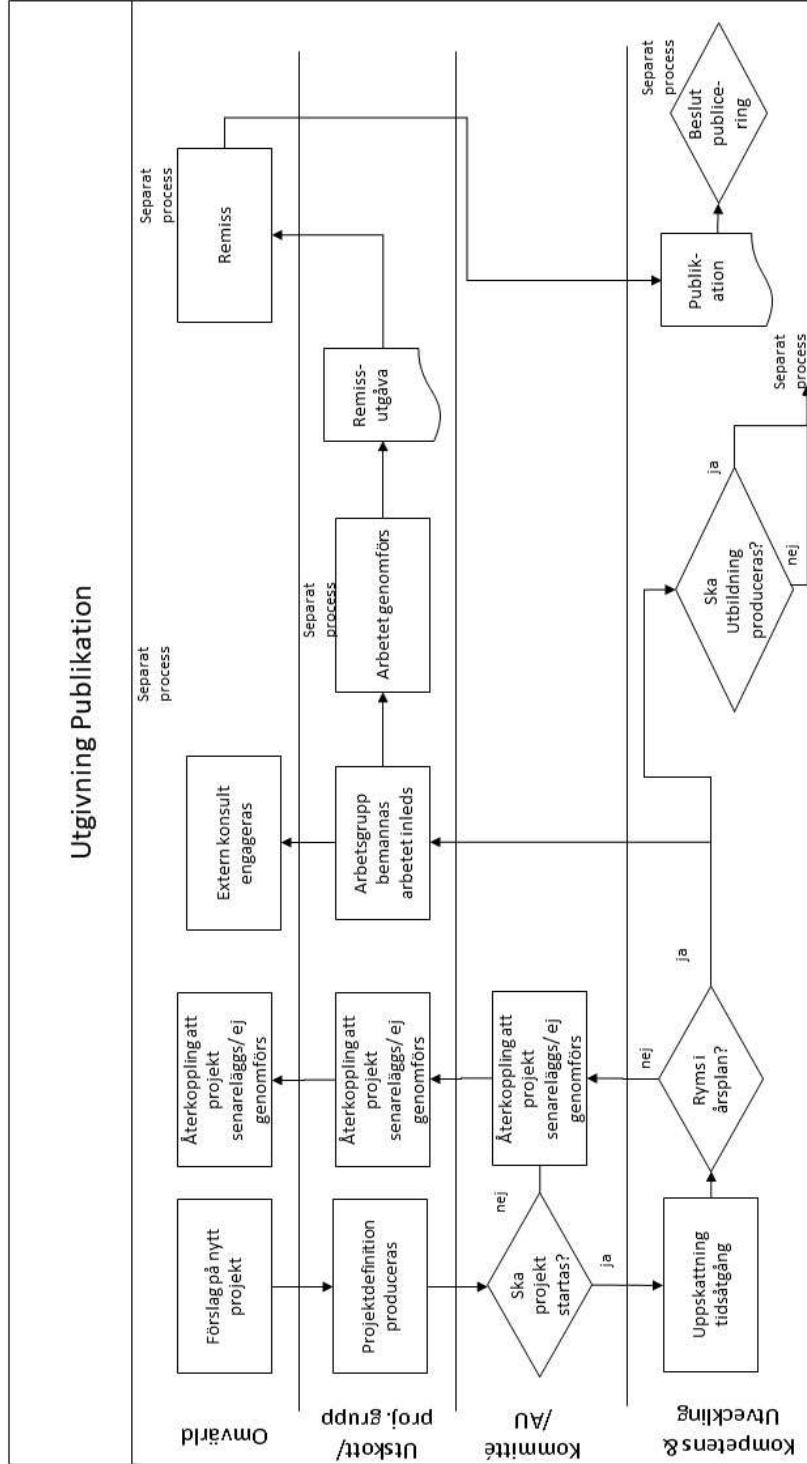 Utgivning Publikation
Omvärld
Förslag på nytt
projekt
Återkoppling att
projekt
senareläggs/ ej
genomförs
Extern konsult
engageras
Separat
process
Separat
process
Remiss
Utskott/
proj. grupp
Projektdefinition
produceras
Återkoppling att
projekt
senareläggs/ ej
genomförs
Arbetsgrupp
bemannas
arbetet inleds
Separat
process
Arbetet genomförs
Remiss-
utgåva
Kommitté
/AU
Ska
projekt
startas?
nej
ja
Återkoppling att
projekt
senareläggs/ ej
genomförs
Kompetens &
Utveckling
Uppskattning
tidsåtgång
Ryms i
årsplan?
nej
ja
Ska
Utbildning
produceras?
ja
nej
Separat
process
Publik-
ation
Separat
process
Beslut
publice-
ring